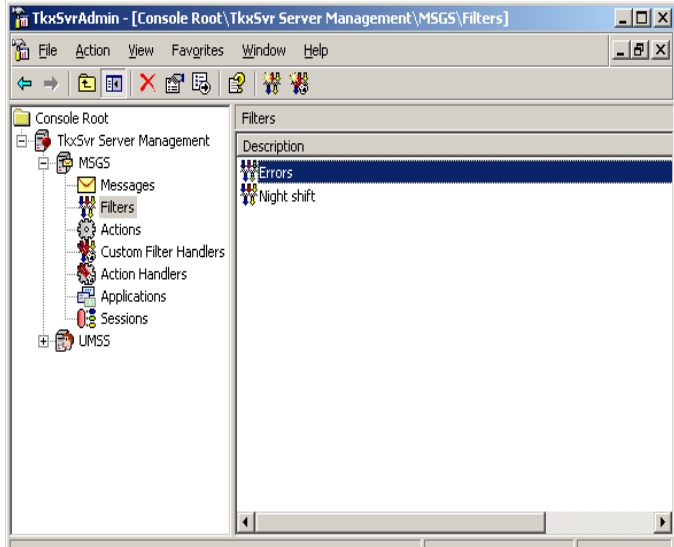 TkxSvrAdmin - [Console Root\TkxSvr Server Management\MSGS\Filters]
File Action View Favorites Window Help
Console Root
TkxSvr Server Management
MSGS
Messages
Filters
Actions
Custom Filter Handlers
Action Handlers
Applications
Sessions
UMSS
Filters
Description
Errors
Night shift